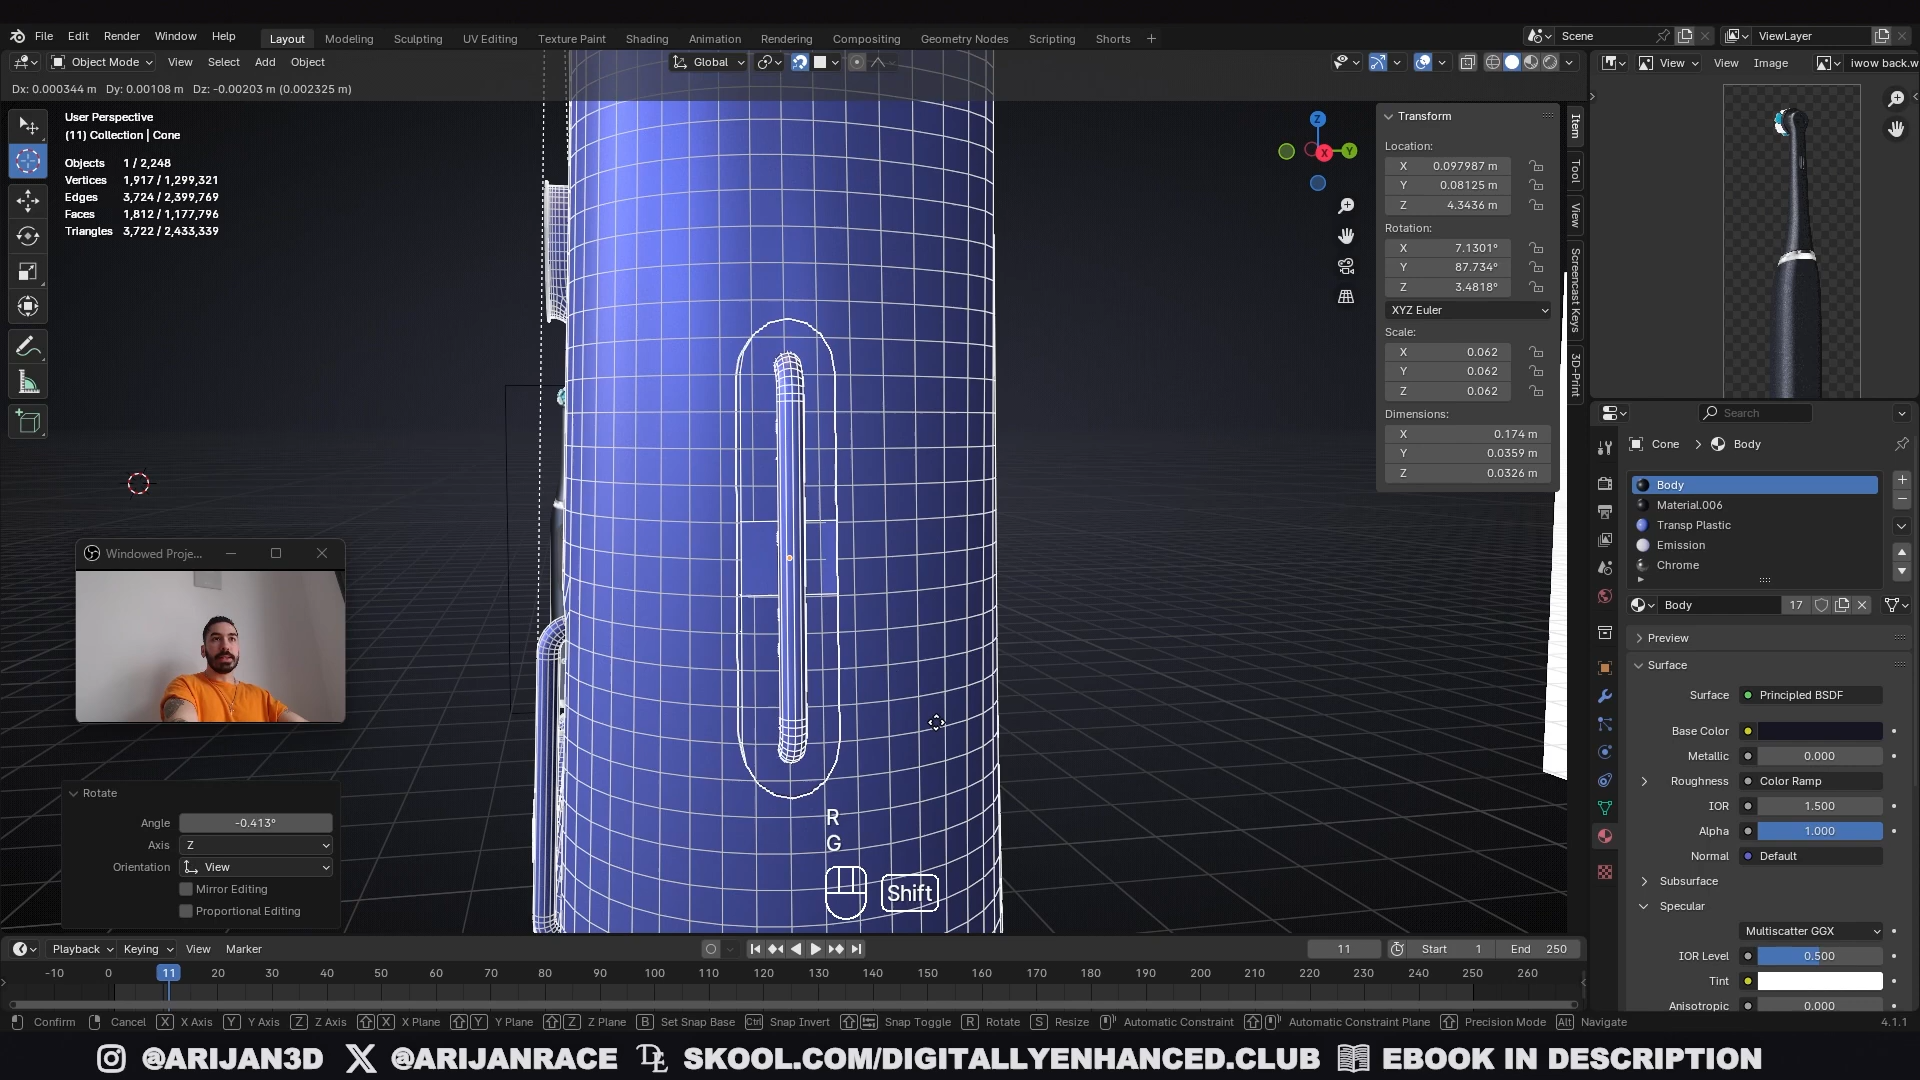 File Edit Render Window Help Layout Modeling Sculpting UV Editing Texture Paint Shading Animation Rendering Compositing Geometry Nodes Scripting Shorts + Scene ViewLayer
Object Mode View Select Add Object Global View View Image iwow back.w
Dx: 0.000344 m Dy: 0.00108 m Dz: -0.00203 m (0.002325 m)
User Perspective
(11) Collection | Cone
Objects 1 / 2,248
Vertices 1,917 / 1,299,321
Edges 3,724 / 2,399,769
Faces 1,812 / 1,177,796
Triangles 3,722 / 2,433,339
Z
Y
X
Transform
Location:
X 0.097987 m
Y 0.08125 m
Z 4.3436 m
Rotation:
X 7.1301°
Y 87.734°
Z 3.4818°
XYZ Euler
Scale:
X 0.062
Y 0.062
Z 0.062
Dimensions:
X 0.174 m
Y 0.0359 m
Z 0.0326 m
Item
Tool
View
Screencast Keys
3D-Print
Search
Cone > Body
Body
Material.006
Transp Plastic
Emission
Chrome
Body 17
Preview
Surface
Surface Principled BSDF
Base Color
Metallic 0.000
Roughness Color Ramp
IOR 1.500
Alpha 1.000
Normal Default
Subsurface
Specular
Multiscatter GGX
IOR Level 0.500
Tint
Anisotropic 0.000
Windowed Proje...
Rotate
Angle -0.413°
Axis Z
Orientation View
Mirror Editing
Proportional Editing
R
G
Shift
Playback Keying View Marker 11 Start 1 End 250
-10 0 11 20 30 40 50 60 70 80 90 100 110 120 130 140 150 160 170 180 190 200 210 220 230 240 250 260
Confirm Cancel X X Axis Y Y Axis Z Z Axis X X Plane Y Y Plane Z Z Plane B Set Snap Base Ctrl Snap Invert Snap Toggle R Rotate S Resize Automatic Constraint Automatic Constraint Plane Precision Mode Alt Navigate 4.1.1
@ARIJAN3D @ARIJANRACE SKOOL.COM/DIGITALLYENHANCED.CLUB EBOOK IN DESCRIPTION